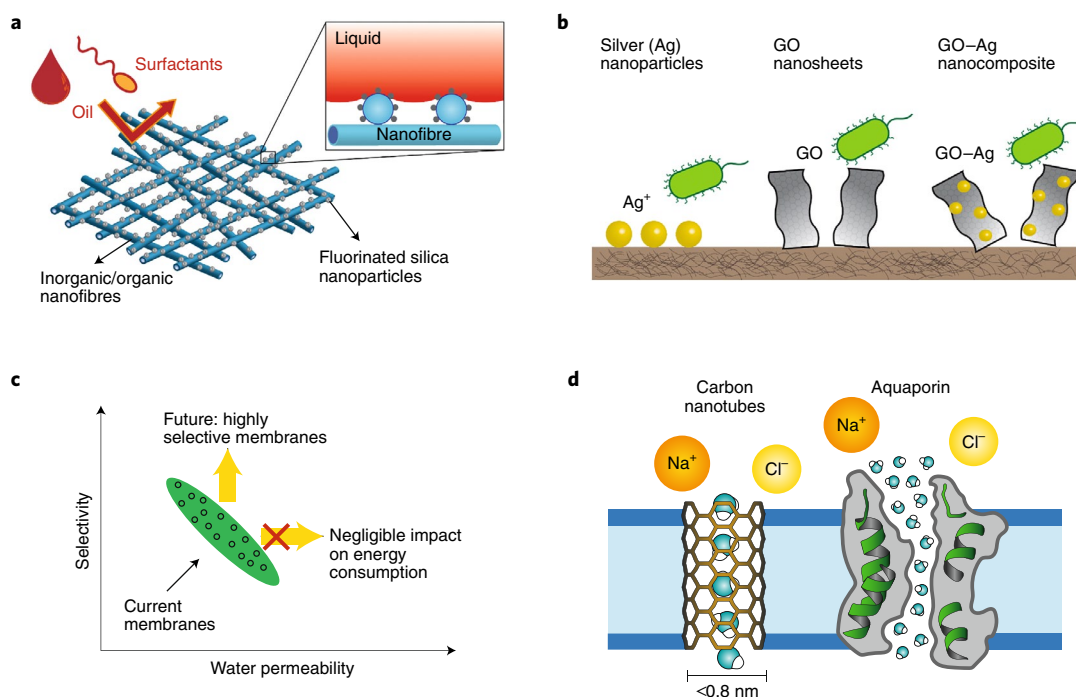 a
Liquid
Surfactants
Oil
Nanofibre
Inorganic/organic
nanofibres
Fluorinated silica
nanoparticles
b
Silver (Ag)
nanoparticles
GO
nanosheets
GO–Ag
nanocomposite
Ag⁺
GO
GO–Ag
c
Future: highly
selective membranes
Selectivity
Negligible impact
on energy
consumption
Current
membranes
Water permeability
d
Carbon
nanotubes
Aquaporin
Na⁺
Cl⁻
Na⁺
Cl⁻
<0.8 nm